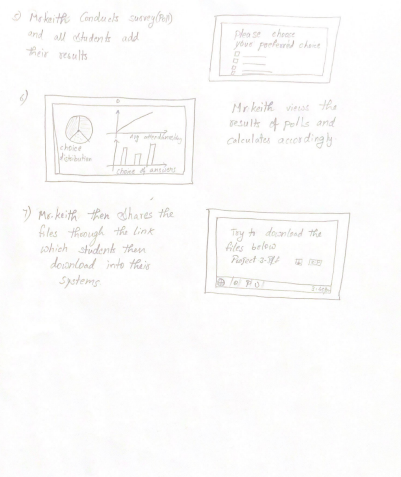 5) Mr.keith Conducts survey(Poll)
and all students add
their results
please choose
your preferred choice
6)
choice
distribution
avg
choice of answers
Mr.keith views the
results of polls and
calculates accordingly
7) Mr.keith then Shares the
files through the link
which students then
download into their
systems
Try to download the
files below
Project-2